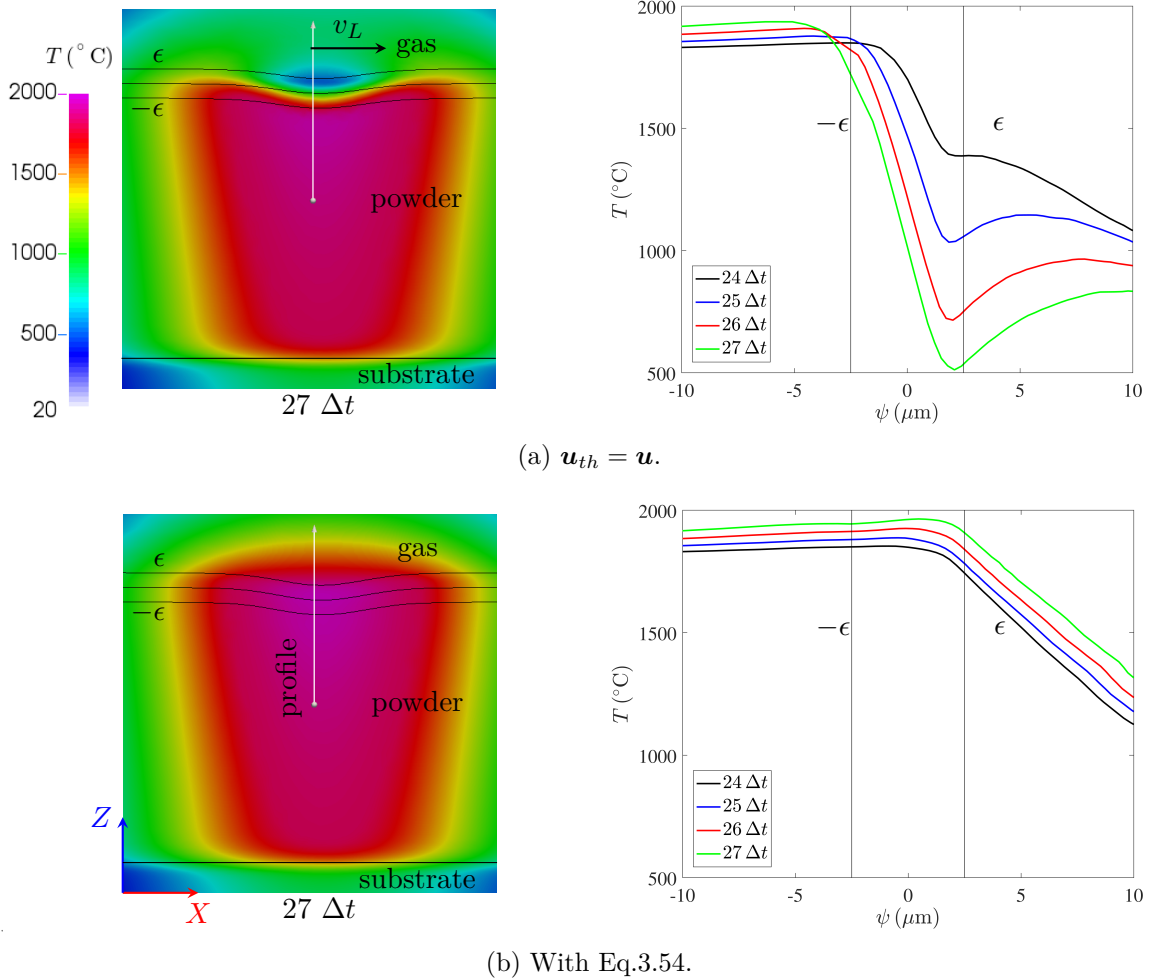 T (°C)
2000
1500
1000
500
20
ϵ
−ϵ
v_L
gas
powder
substrate
27 Δt
2000
1500
1000
500
T (°C)
−ϵ
ϵ
24 Δt
25 Δt
26 Δt
27 Δt
-10 -5 0 5 10
ψ (μm)
(a) u_th = u.
ϵ
−ϵ
gas
profile
powder
substrate
Z
X
27 Δt
2000
1500
1000
500
T (°C)
−ϵ
ϵ
24 Δt
25 Δt
26 Δt
27 Δt
-10 -5 0 5 10
ψ (μm)
(b) With Eq.3.54.